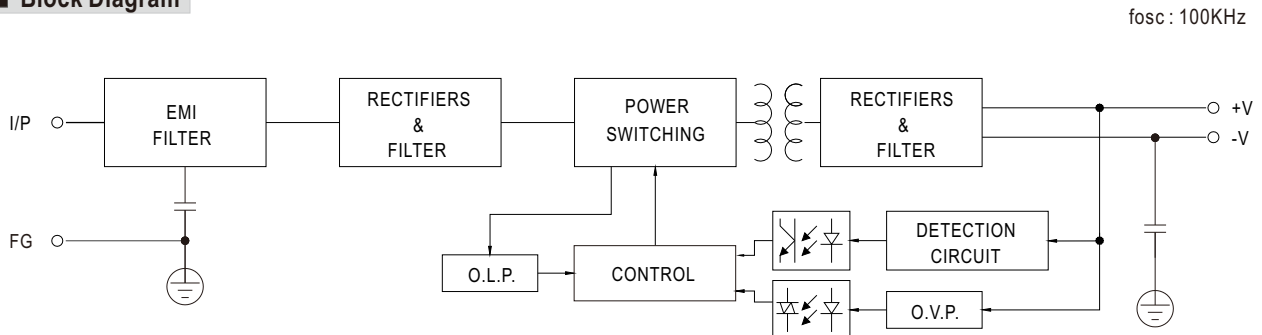 Block Diagram
fosc : 100KHz
I/P
EMI
FILTER
RECTIFIERS
&
FILTER
POWER
SWITCHING
RECTIFIERS
&
FILTER
+V
-V
FG
O.L.P.
CONTROL
DETECTION
CIRCUIT
O.V.P.